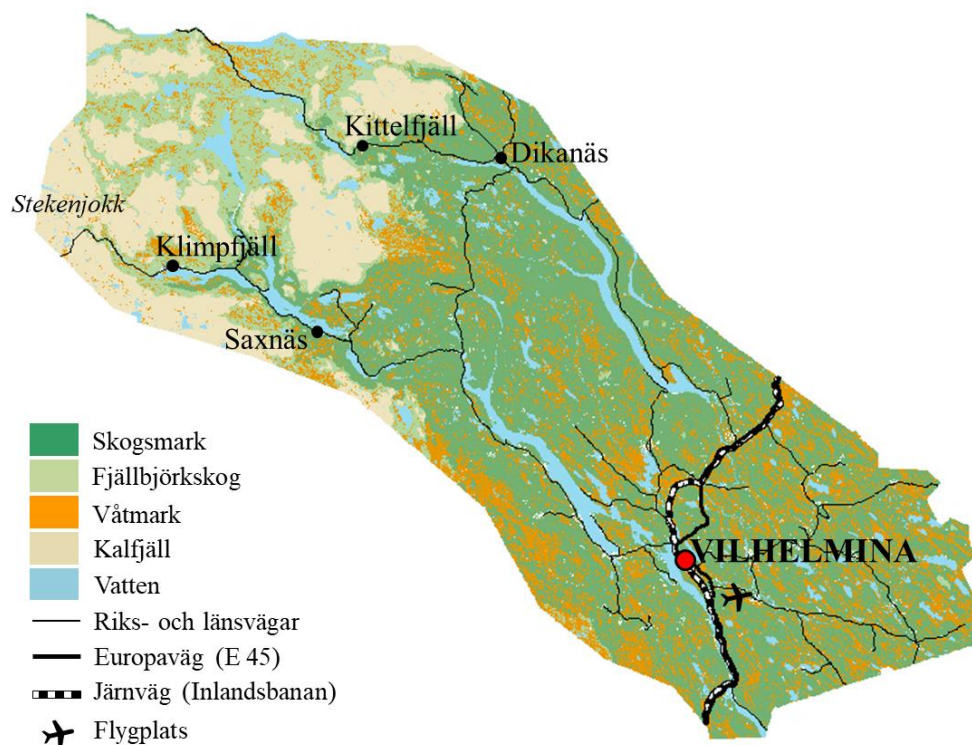 Kittelfjäll
Dikanäs
Stekenjokk
Klimpfjäll
Saxnäs
VILHELMINA
Skogsmark
Fjällbjörkskog
Våtmark
Kalfjäll
Vatten
Riks- och länsvägar
Europaväg (E 45)
Järnväg (Inlandsbanan)
Flygplats